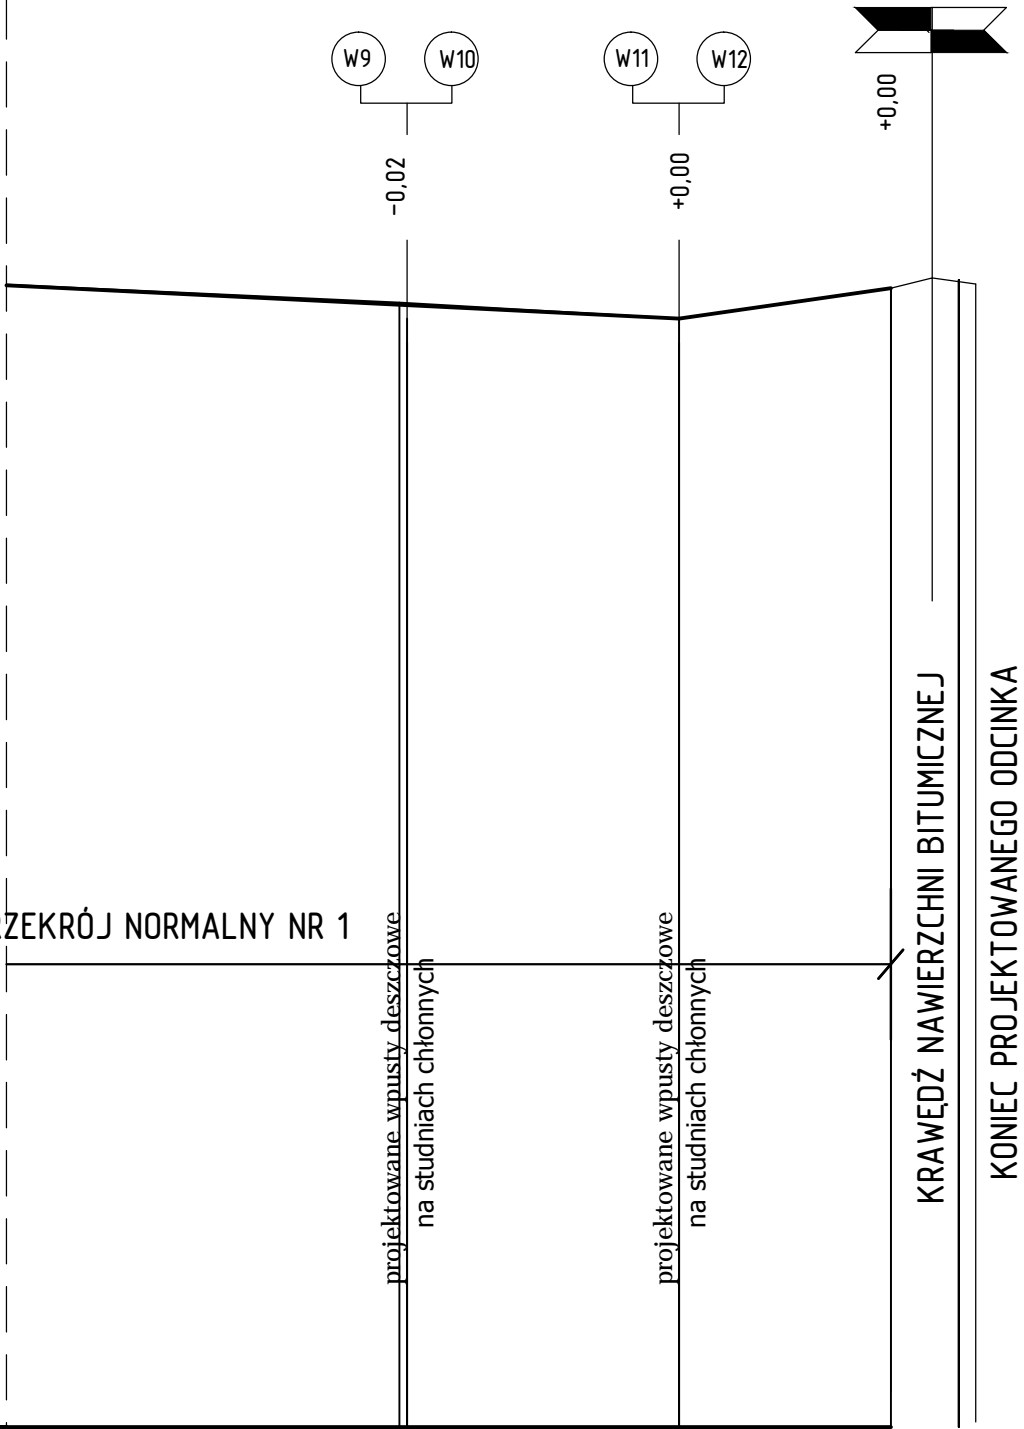 W9
W10
W11
W12
-0,02
+0,00
+0,00
ZEKRÓJ NORMALNY NR 1
projektowane wpusty deszczowe
na studniach chłonnych
projektowane wpusty deszczowe
na studniach chłonnych
KRAWĘDŹ NAWIERZCHNI BITUMICZNEJ
KONIEC PROJEKTOWANEGO ODCINKA